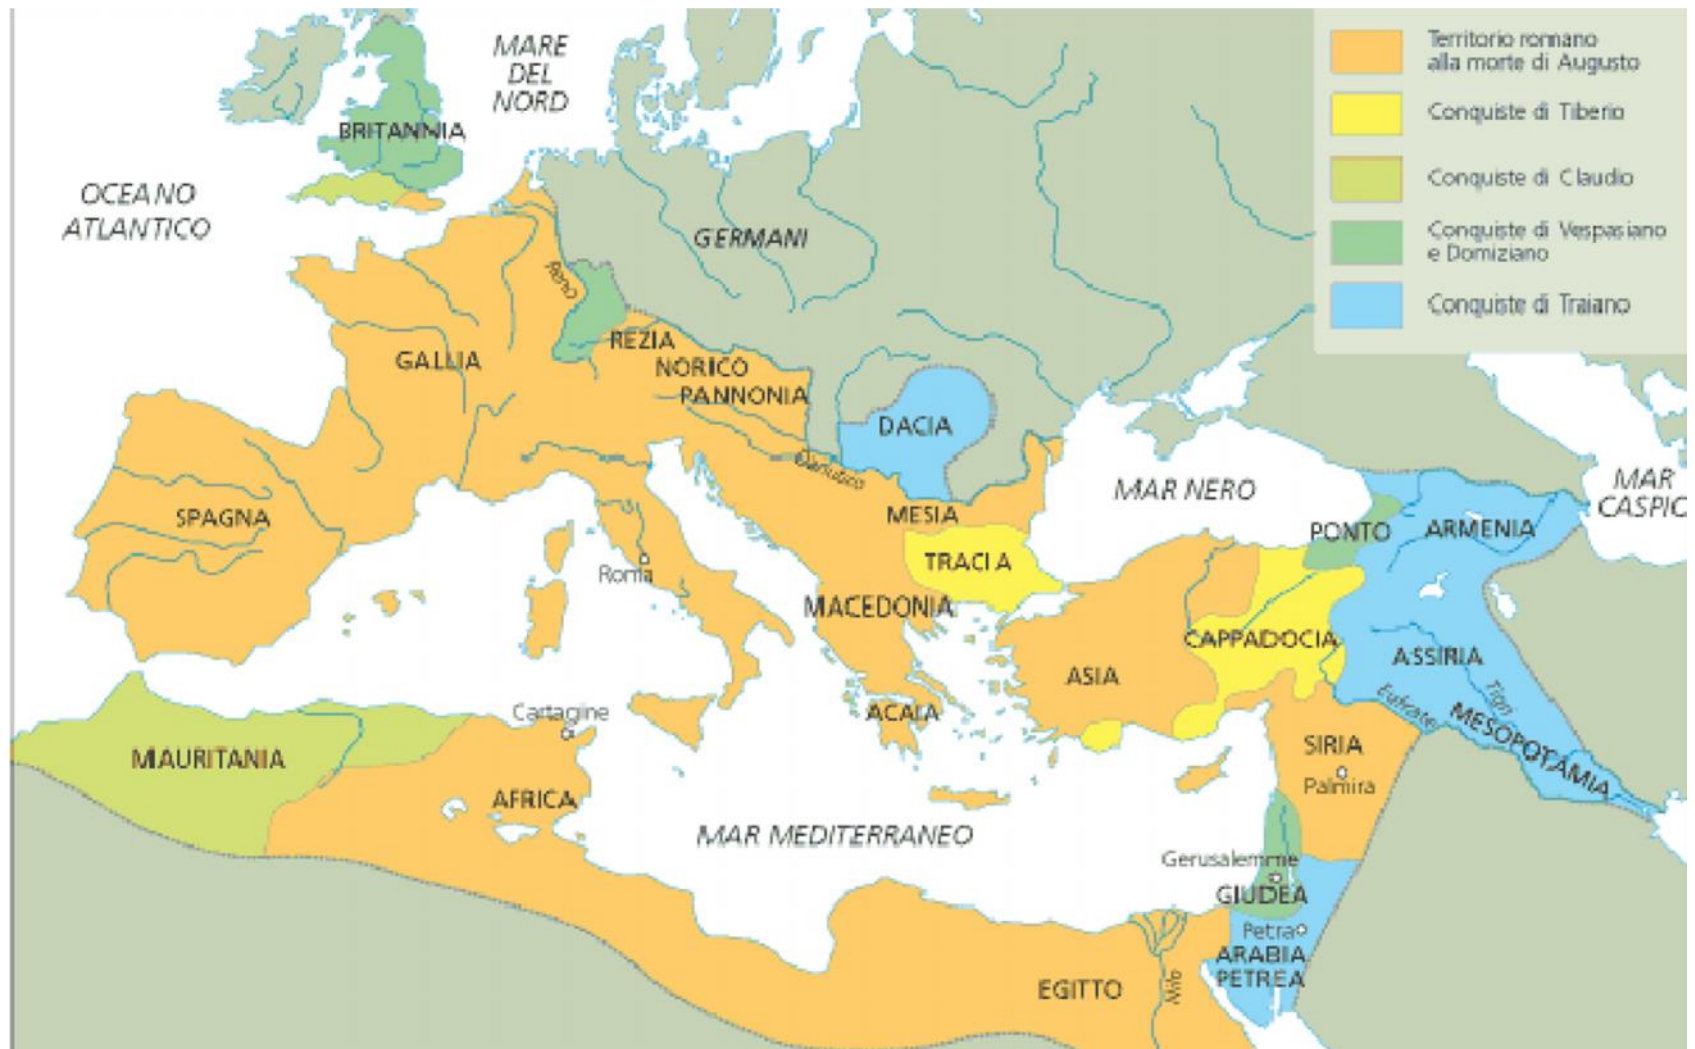 MARE
DEL
NORD
Territorio romano
alla morte di Augusto
Conquiste di Tiberio
Conquiste di Claudio
Conquiste di Vespasiano
e Domiziano
Conquiste di Traiano
BRITANNIA
OCEANO
ATLANTICO
GERMANI
Reno
REZIA
GALLIA
NORICO
PANNONIA
DACIA
Danubio
MAR NERO
MAR
CASPIO
SPAGNA
MESIA
PONTO
ARMENIA
Roma
TRACIA
MACEDONIA
CAPPADOCIA
ASSIRIA
ASIA
Tigri
Eufrate
MESOPOTAMIA
Cartagine
ACAIA
MAURITANIA
SIRIA
Palmira
AFRICA
MAR MEDITERRANEO
Gerusalemme
GIUDEA
Petra
ARABIA
PETREA
EGITTO
Nilo